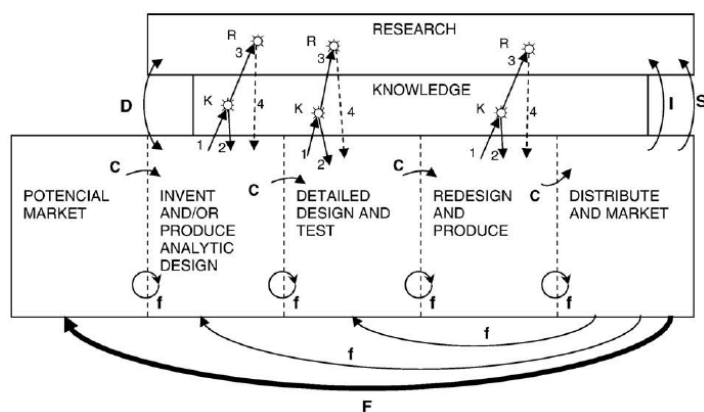 RESEARCH
R
R
R
3
3
3
KNOWLEDGE
D
K
4
K
4
K
4
I
S
1
2
1
2
1
2
C
C
C
C
POTENCIAL
MARKET
INVENT
AND/OR
PRODUCE
ANALYTIC
DESIGN
DETAILED
DESIGN AND
TEST
REDESIGN
AND
PRODUCE
DISTRIBUTE
AND MARKET
f
f
f
f
f
f
F